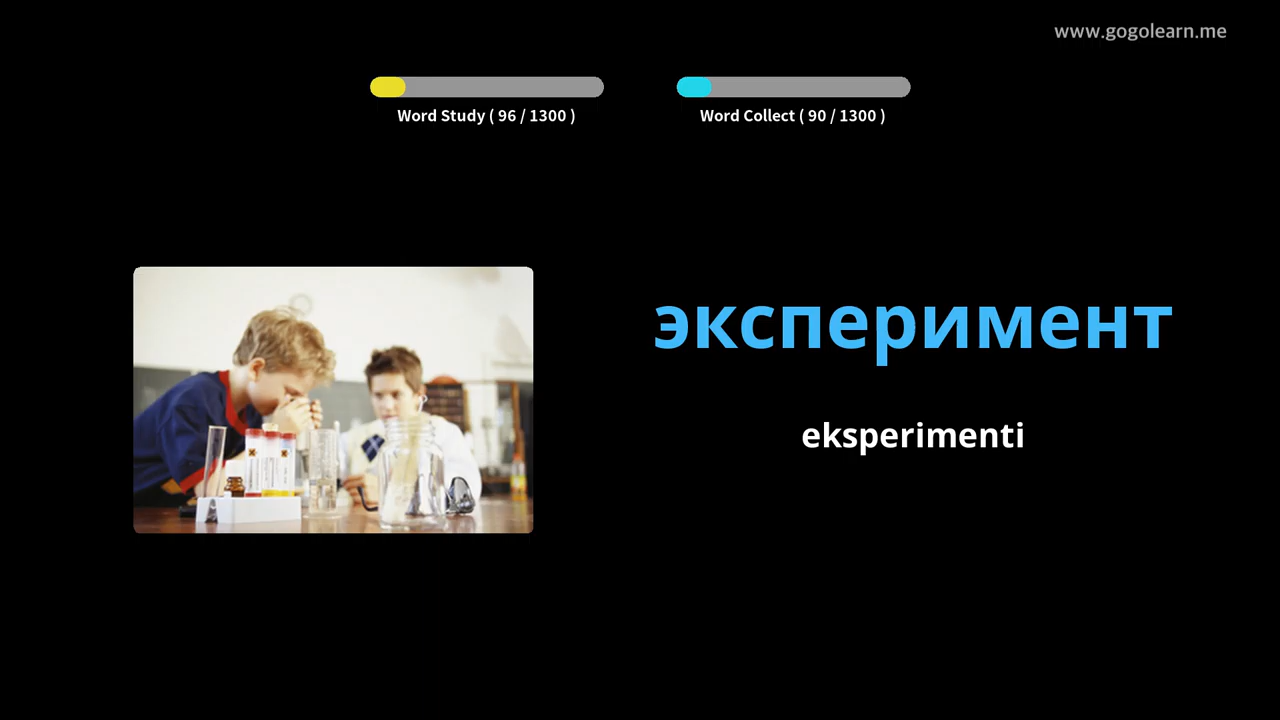 www.gogolearn.me
Word Study ( 96 / 1300 )
Word Collect ( 90 / 1300 )
эксперимент
eksperimenti